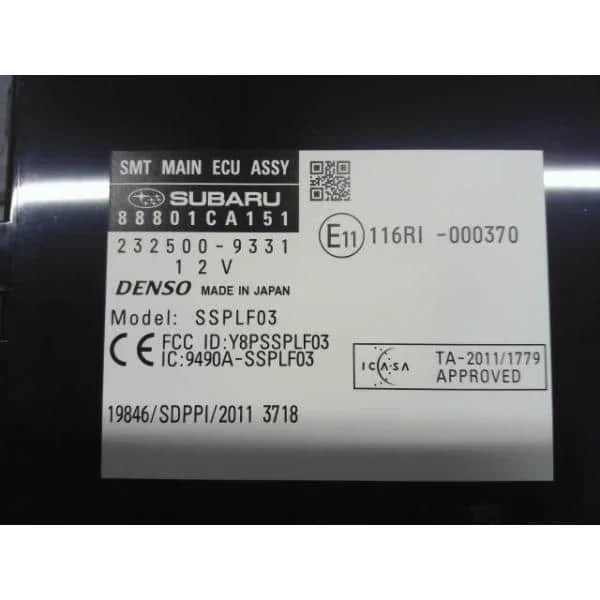 SMT MAIN ECU ASSY
SUBARU
88801CA151
232500-9331
12V
DENSO MADE IN JAPAN
Model: SSPLF03
CE FCC ID:Y8PSSPLF03
IC:9490A-SSPLF03
19846/SDPPI/2011 3718
E11 116RI -000370
ICASA TA-2011/1779
APPROVED